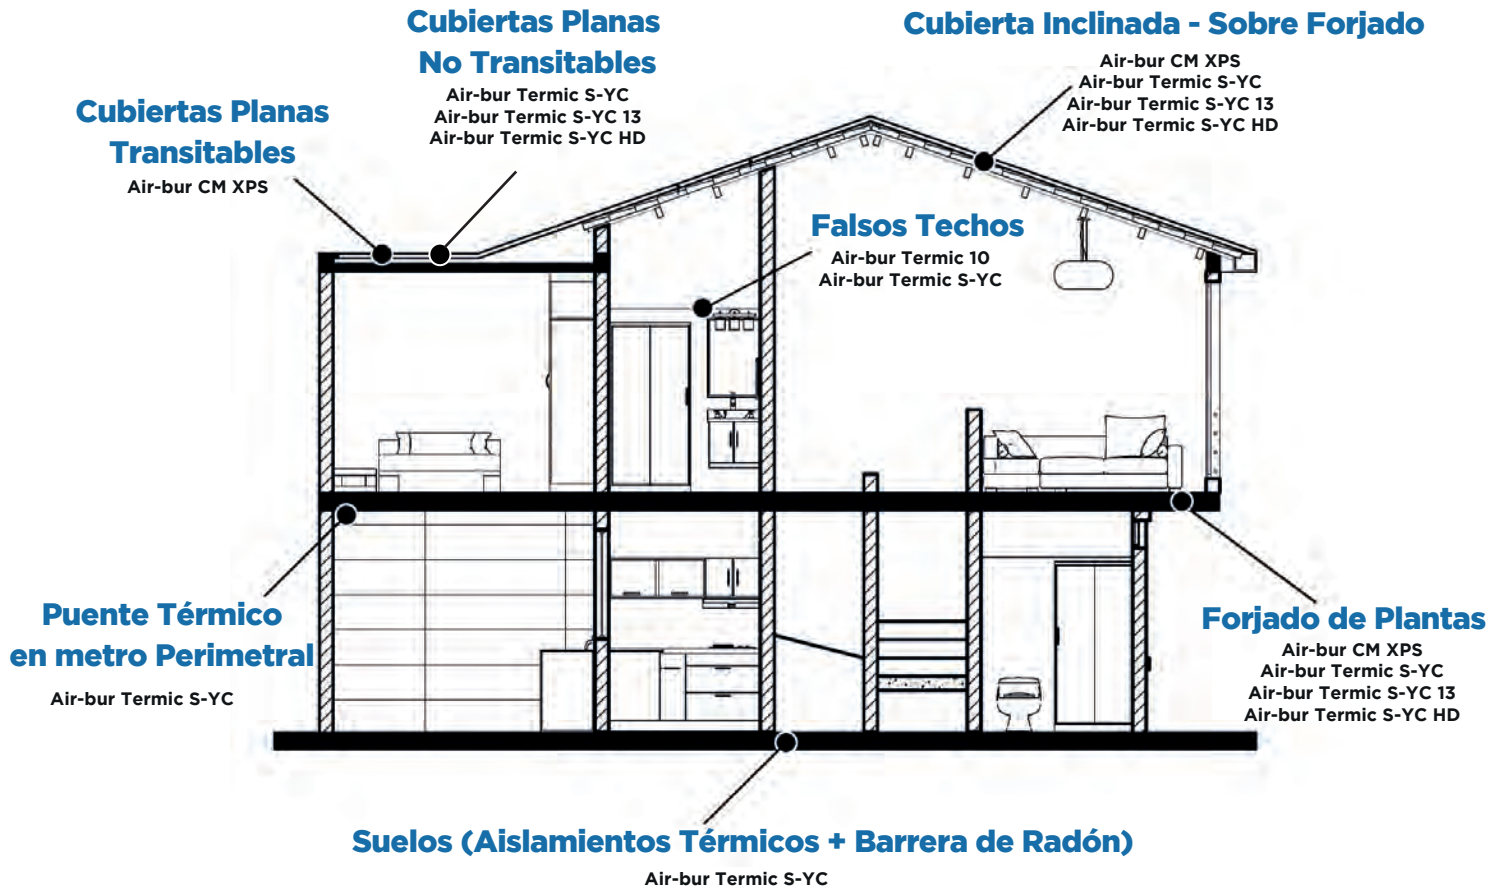 Cubiertas Planas
No Transitables
Air-bur Termic S-YC
Air-bur Termic S-YC 13
Air-bur Termic S-YC HD
Cubierta Inclinada - Sobre Forjado
Air-bur CM XPS
Air-bur Termic S-YC
Air-bur Termic S-YC 13
Air-bur Termic S-YC HD
Cubiertas Planas
Transitables
Air-bur CM XPS
Falsos Techos
Air-bur Termic 10
Air-bur Termic S-YC
Puente Térmico
en metro Perimetral
Air-bur Termic S-YC
Forjado de Plantas
Air-bur CM XPS
Air-bur Termic S-YC
Air-bur Termic S-YC 13
Air-bur Termic S-YC HD
Suelos (Aislamientos Térmicos + Barrera de Radón)
Air-bur Termic S-YC